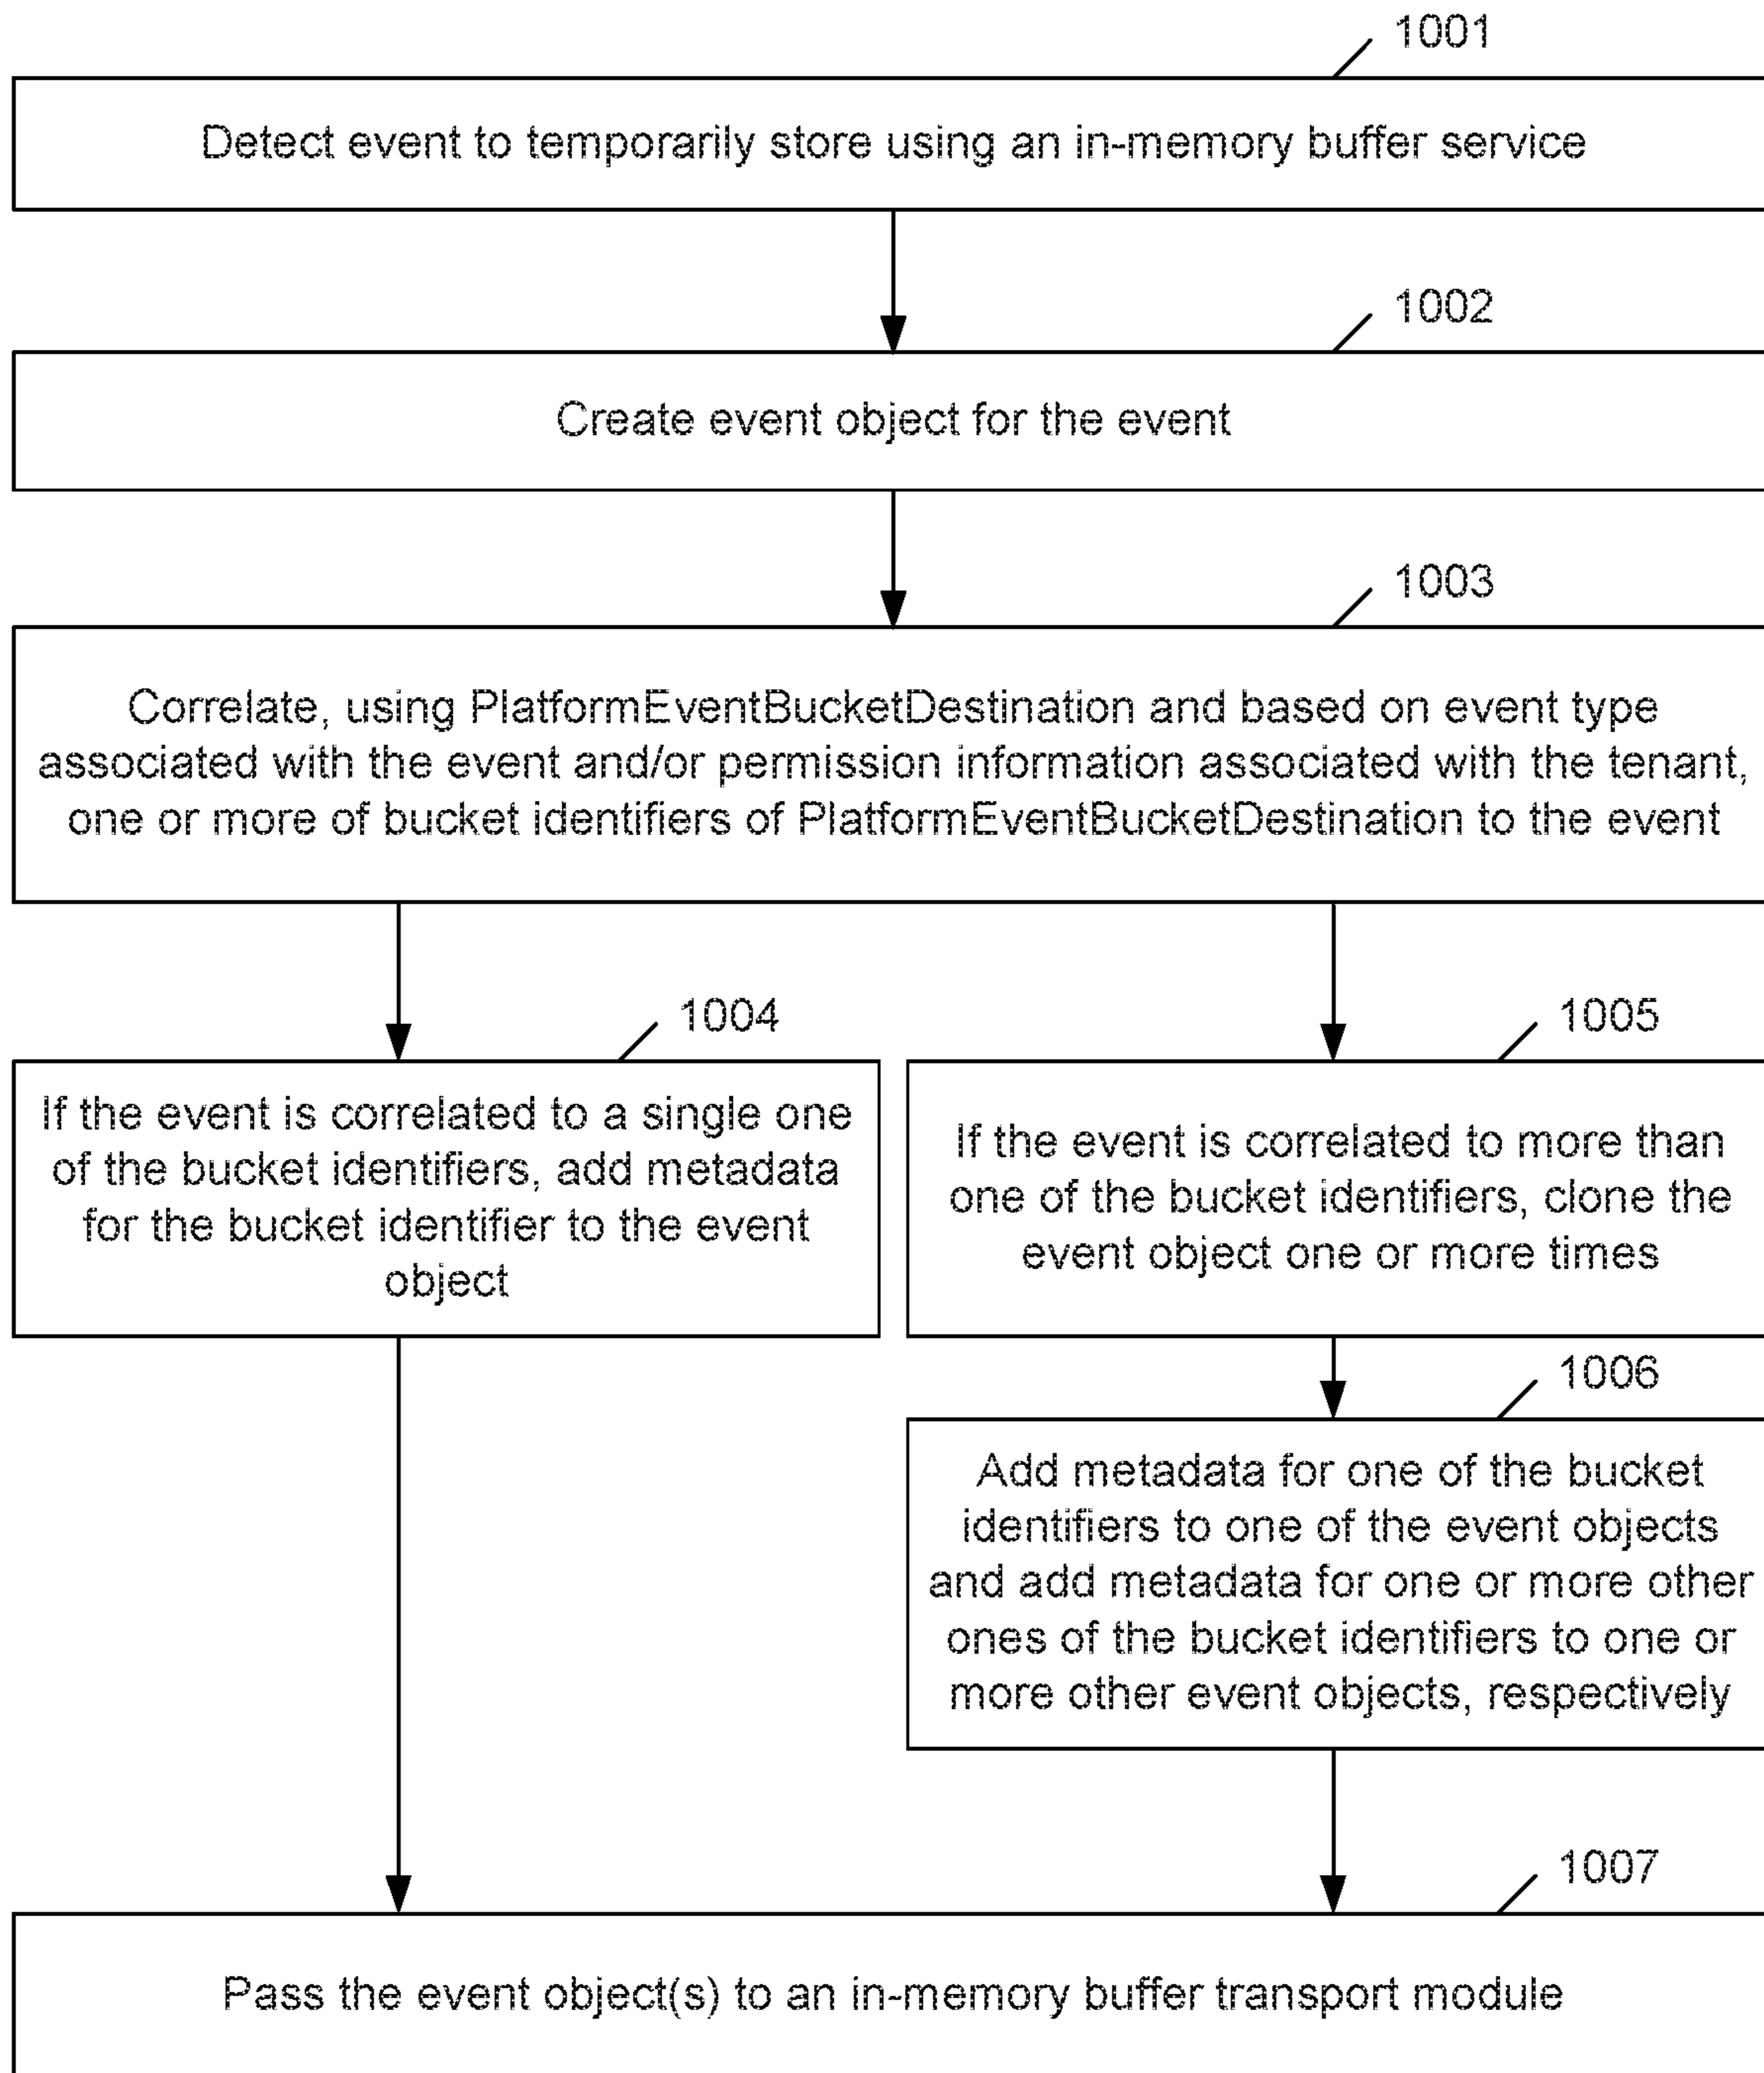 1001
Detect event to temporarily store using an in-memory buffer service
1002
Create event object for the event
1003
Correlate, using PlatformEventBucketDestination and based on event type
associated with the event and/or permission information associated with the tenant,
one or more of bucket identifiers of PlatformEventBucketDestination to the event
1004
If the event is correlated to a single one
of the bucket identifiers, add metadata
for the bucket identifier to the event
object
1005
If the event is correlated to more than
one of the bucket identifiers, clone the
event object one or more times
1006
Add metadata for one of the bucket
identifiers to one of the event objects
and add metadata for one or more other
ones of the bucket identifiers to one or
more other event objects, respectively
1007
Pass the event object(s) to an in-memory buffer transport module